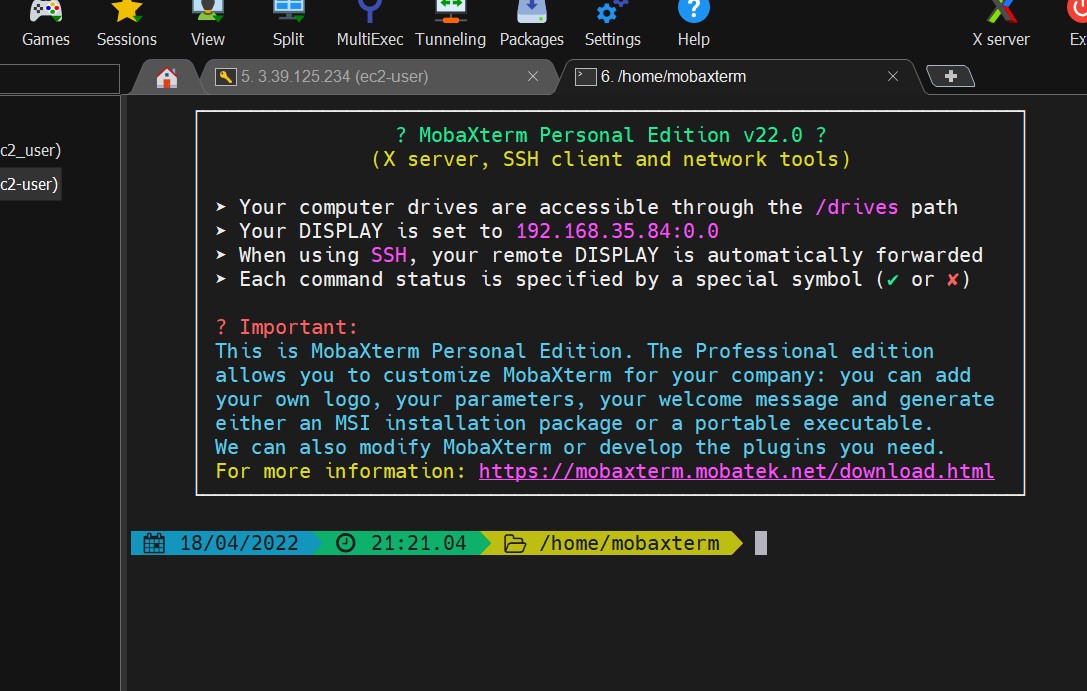 Games Sessions View Split MultiExec Tunneling Packages Settings Help X server Ex
5. 3.39.125.234 (ec2-user) 6. /home/mobaxterm
c2_user)
c2-user)
? MobaXterm Personal Edition v22.0 ?
(X server, SSH client and network tools)
➤ Your computer drives are accessible through the /drives path
➤ Your DISPLAY is set to 192.168.35.84:0.0
➤ When using SSH, your remote DISPLAY is automatically forwarded
➤ Each command status is specified by a special symbol (✔ or ✘)
? Important:
This is MobaXterm Personal Edition. The Professional edition
allows you to customize MobaXterm for your company: you can add
your own logo, your parameters, your welcome message and generate
either an MSI installation package or a portable executable.
We can also modify MobaXterm or develop the plugins you need.
For more information: https://mobaxterm.mobatek.net/download.html
18/04/2022 21:21.04 /home/mobaxterm